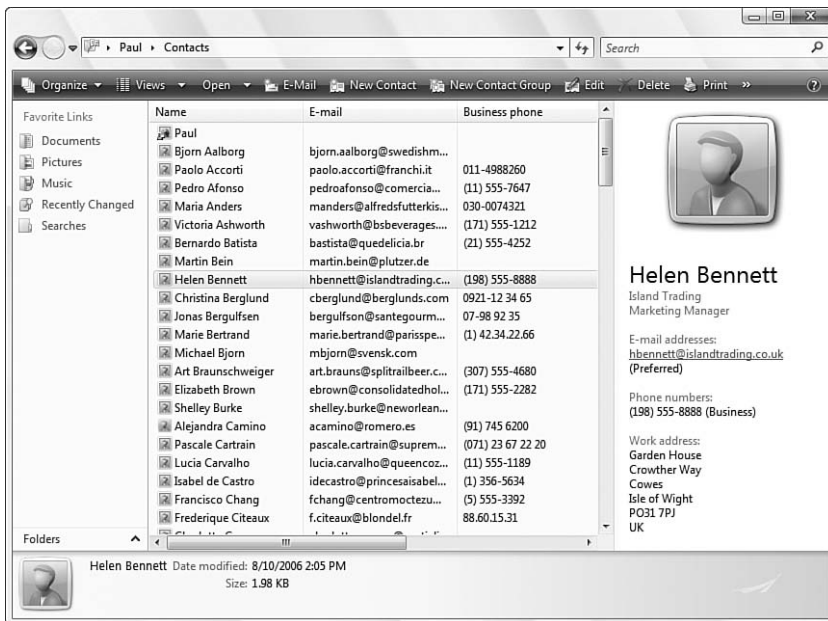 Paul Contacts
Search
Organize Views Open E-Mail New Contact New Contact Group Edit Delete Print »
Favorite Links
Documents
Pictures
Music
Recently Changed
Searches
Folders
Name E-mail Business phone
Paul
Bjorn Aalborg bjorn.aalborg@swedishm...
Paolo Accorti paolo.accorti@franchi.it 011-4988260
Pedro Afonso pedroafonso@comercia... (11) 555-7647
Maria Anders manders@alfredsfutterkis... 030-0074321
Victoria Ashworth vashworth@bsbeverages.... (171) 555-1212
Bernardo Batista bastista@quedelicia.br (21) 555-4252
Martin Bein martin.bein@plutzer.de
Helen Bennett hbennett@islandtrading.c... (198) 555-8888
Christina Berglund cberglund@berglunds.com 0921-12 34 65
Jonas Bergulfsen bergulfson@santegourm... 07-98 92 35
Marie Bertrand marie.bertrand@parisspe... (1) 42.34.22.66
Michael Bjorn mbjorn@svensk.com
Art Braunschweiger art.brauns@splitrailbeer.c... (307) 555-4680
Elizabeth Brown ebrown@consolidatedhol... (171) 555-2282
Shelley Burke shelley.burke@neworlean...
Alejandra Camino acamino@romero.es (91) 745 6200
Pascale Cartrain pascale.cartrain@suprem... (071) 23 67 22 20
Lucia Carvalho lucia.carvalho@queencoz... (11) 555-1189
Isabel de Castro idecastro@princesaisabel... (1) 356-5634
Francisco Chang fchang@centromoctezu... (5) 555-3392
Frederique Citeaux f.citeaux@blondel.fr 88.60.15.31
Helen Bennett
Island Trading
Marketing Manager
E-mail addresses:
hbennett@islandtrading.co.uk
(Preferred)
Phone numbers:
(198) 555-8888 (Business)
Work address:
Garden House
Crowther Way
Cowes
Isle of Wight
PO31 7PJ
UK
Helen Bennett Date modified: 8/10/2006 2:05 PM
Size: 1.98 KB